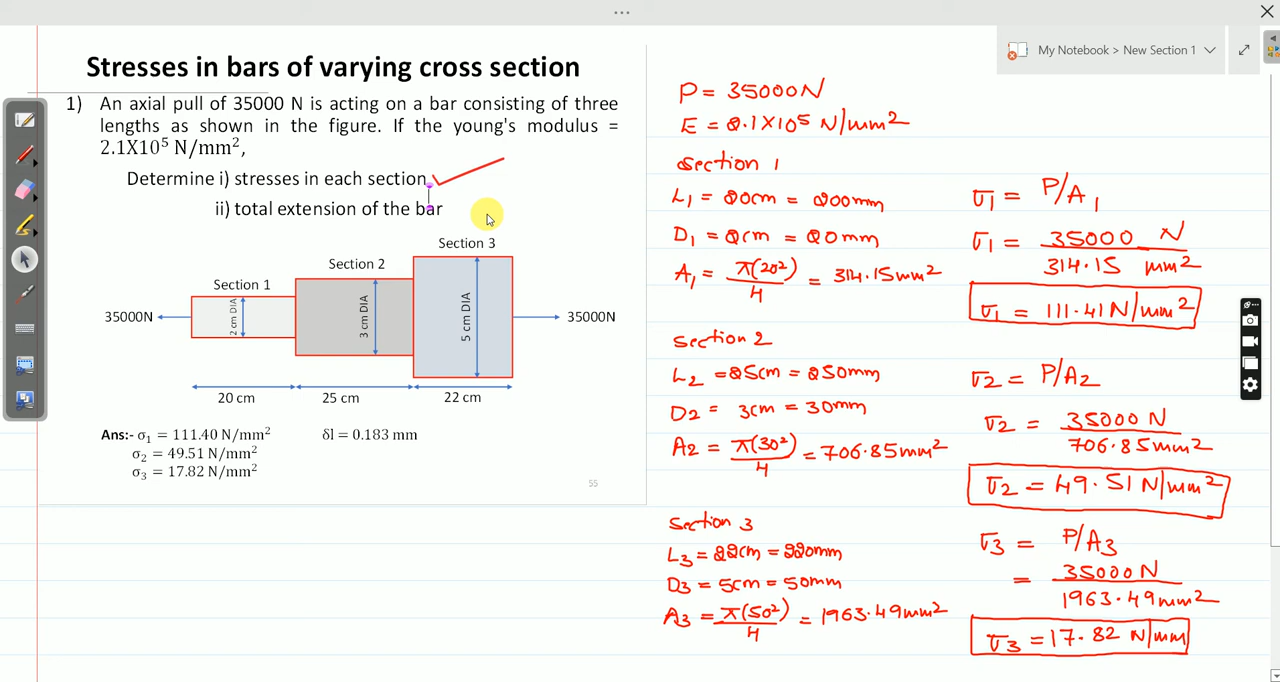 My Notebook > New Section 1
Stresses in bars of varying cross section
1) An axial pull of 35000 N is acting on a bar consisting of three
lengths as shown in the figure. If the young's modulus =
2.1X10⁵ N/mm²,
Determine i) stresses in each section
ii) total extension of the bar
Section 3
Section 2
Section 1
35000N
2 cm DIA
3 cm DIA
5 cm DIA
35000N
20 cm
25 cm
22 cm
Ans:- σ₁ = 111.40 N/mm²
δl = 0.183 mm
σ₂ = 49.51 N/mm²
σ₃ = 17.82 N/mm²
55
P = 35000N
E = 2.1X10⁵ N/mm²
Section 1
L₁ = 20cm = 200mm
D₁ = 2cm = 20mm
A₁ = π(20²)/4 = 314.15mm²
σ₁ = P/A₁
σ₁ = 35000 N / 314.15 mm²
σ₁ = 111.41 N/mm²
Section 2
L₂ = 25cm = 250mm
D₂ = 3cm = 30mm
A₂ = π(30²)/4 = 706.85mm²
σ₂ = P/A₂
σ₂ = 35000 N / 706.85 mm²
σ₂ = 49.51 N/mm²
Section 3
L₃ = 22cm = 220mm
D₃ = 5cm = 50mm
A₃ = π(50²)/4 = 1963.49mm²
σ₃ = P/A₃
= 35000 N / 1963.49 mm²
σ₃ = 17.82 N/mm